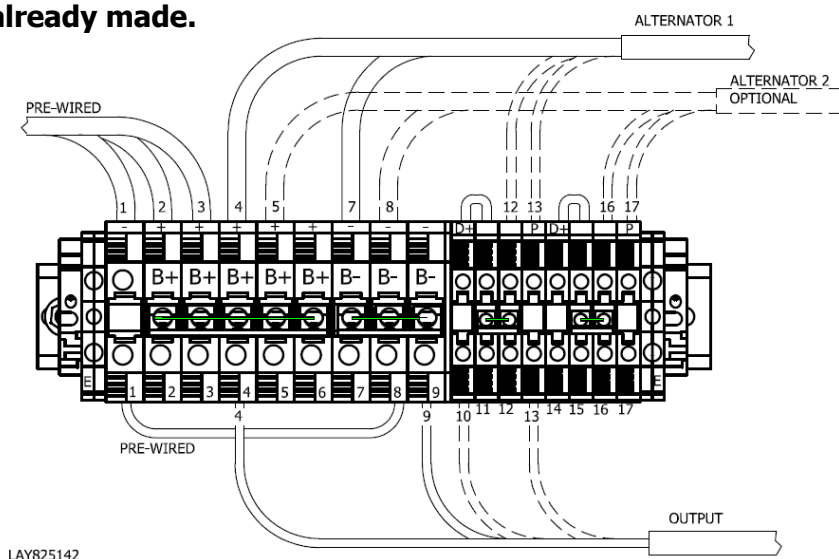 already made.
ALTERNATOR 1
ALTERNATOR 2
OPTIONAL
PRE-WIRED
1 2 3 4 5 7 8 12 13 16 17
- + + + + + - - - D+ P D+ P
B+ B+ B+ B+ B+ B- B- B-
E E
1 2 3 4 5 6 7 8 9
4 9 10 11 12 13 14 15 16 17
PRE-WIRED
OUTPUT
LAY825142